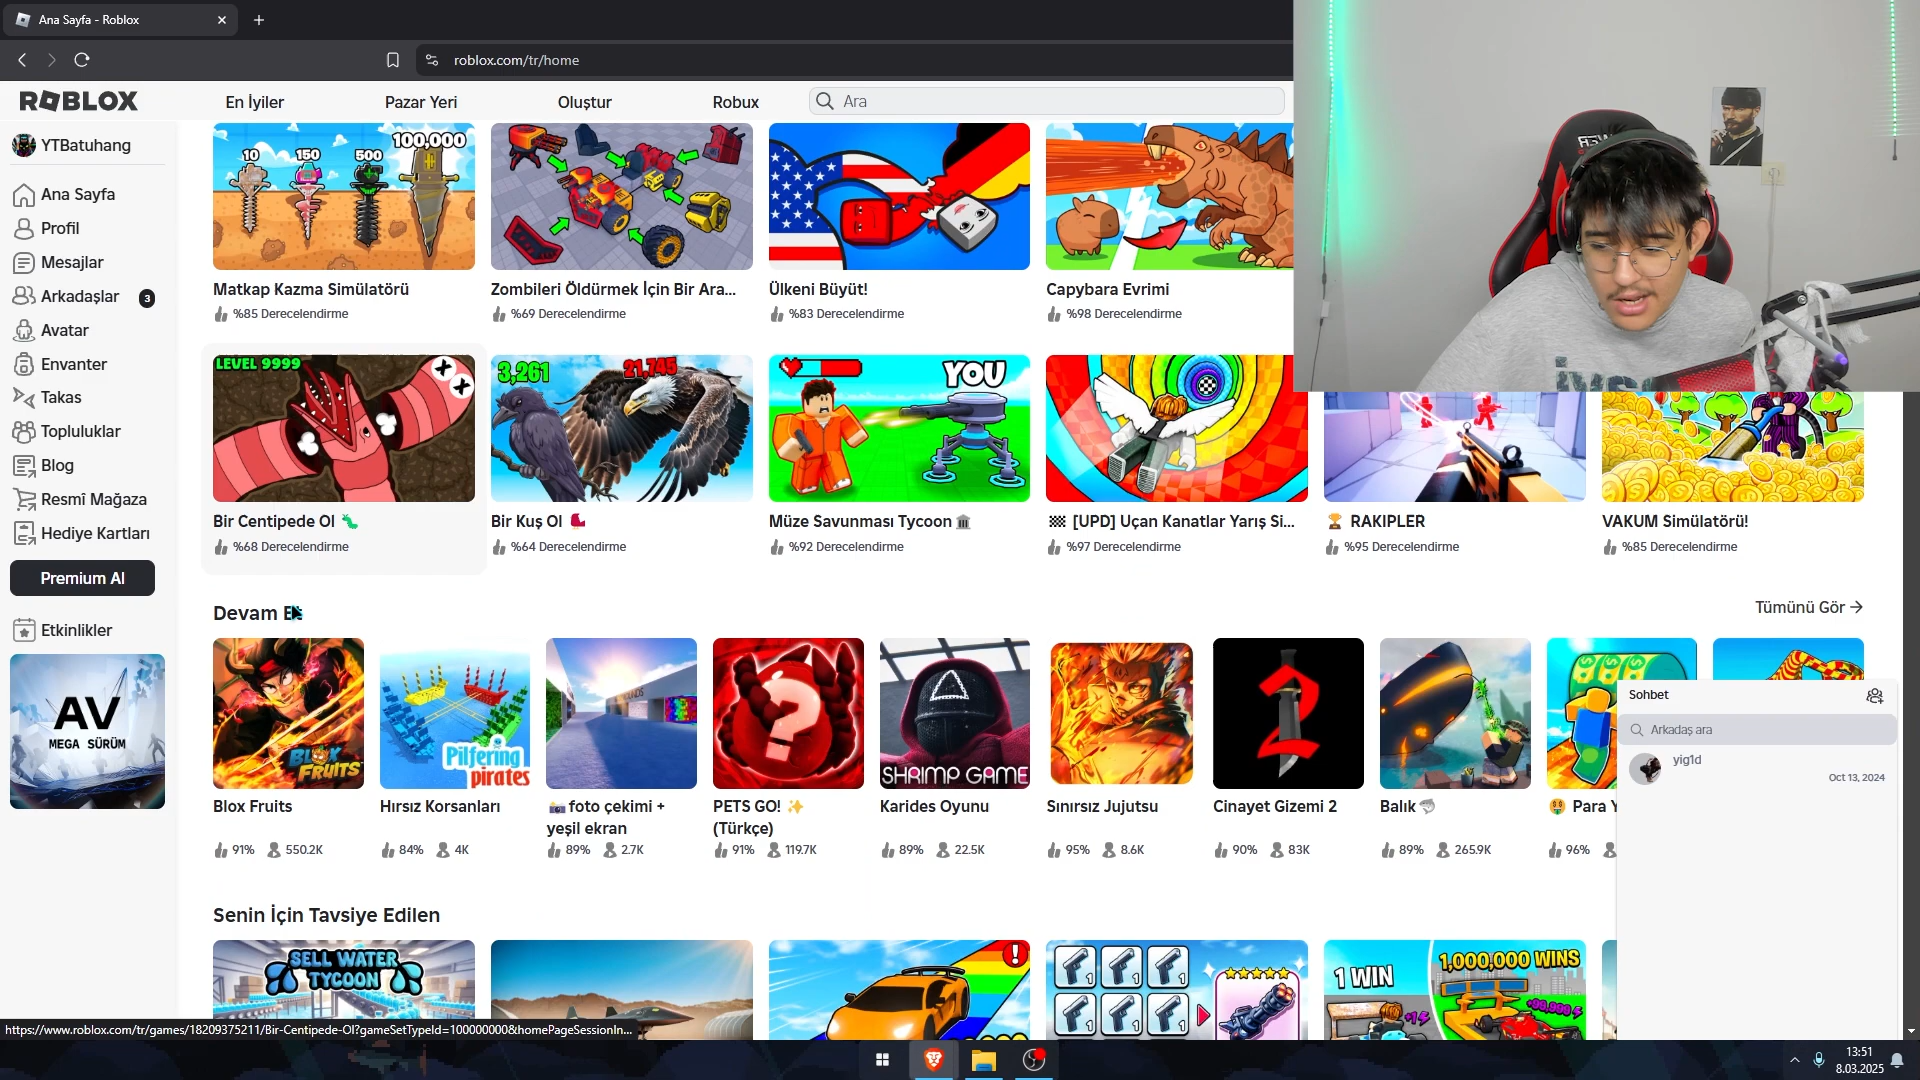 Ana Sayfa - Roblox
roblox.com/tr/home
ROBLOX
En İyiler
Pazar Yeri
Oluştur
Robux
Ara
YTBatuhang
Ana Sayfa
Profil
Mesajlar
Arkadaşlar
3
Avatar
Envanter
Takas
Topluluklar
Blog
Resmî Mağaza
Hediye Kartları
Premium Al
Etkinlikler
AV
MEGA SÜRÜM
10
150
500
100,000
Matkap Kazma Simülatörü
%85 Derecelendirme
Zombileri Öldürmek İçin Bir Ara...
%69 Derecelendirme
Ülkeni Büyüt!
%83 Derecelendirme
Capybara Evrimi
%98 Derecelendirme
LEVEL 9999
Bir Centipede Ol
%68 Derecelendirme
3,261
21,745
Bir Kuş Ol
%64 Derecelendirme
YOU
Müze Savunması Tycoon
%92 Derecelendirme
[UPD] Uçan Kanatlar Yarış Si...
%97 Derecelendirme
RAKIPLER
%95 Derecelendirme
VAKUM Simülatörü!
%85 Derecelendirme
Devam Et
Tümünü Gör
BLOX FRUITS
Blox Fruits
91% 550.2K
Pilfering pirates
Hırsız Korsanları
84% 4K
foto çekimi +
yeşil ekran
89% 2.7K
PETS GO!
(Türkçe)
91% 119.7K
SHRIMP GAME
Karides Oyunu
89% 22.5K
Sınırsız Jujutsu
95% 8.6K
2
Cinayet Gizemi 2
90% 83K
Balık
89% 265.9K
Para
96%
Sohbet
Arkadaş ara
yig1d
Oct 13, 2024
Senin İçin Tavsiye Edilen
SELL WATER
TYCOON
1 WIN
1,000,000 WINS
https://www.roblox.com/tr/games/18209375211/Bir-Centipede-Ol?gameSetTypeId=100000000&homePageSessionIn...
13:51
8.03.2025